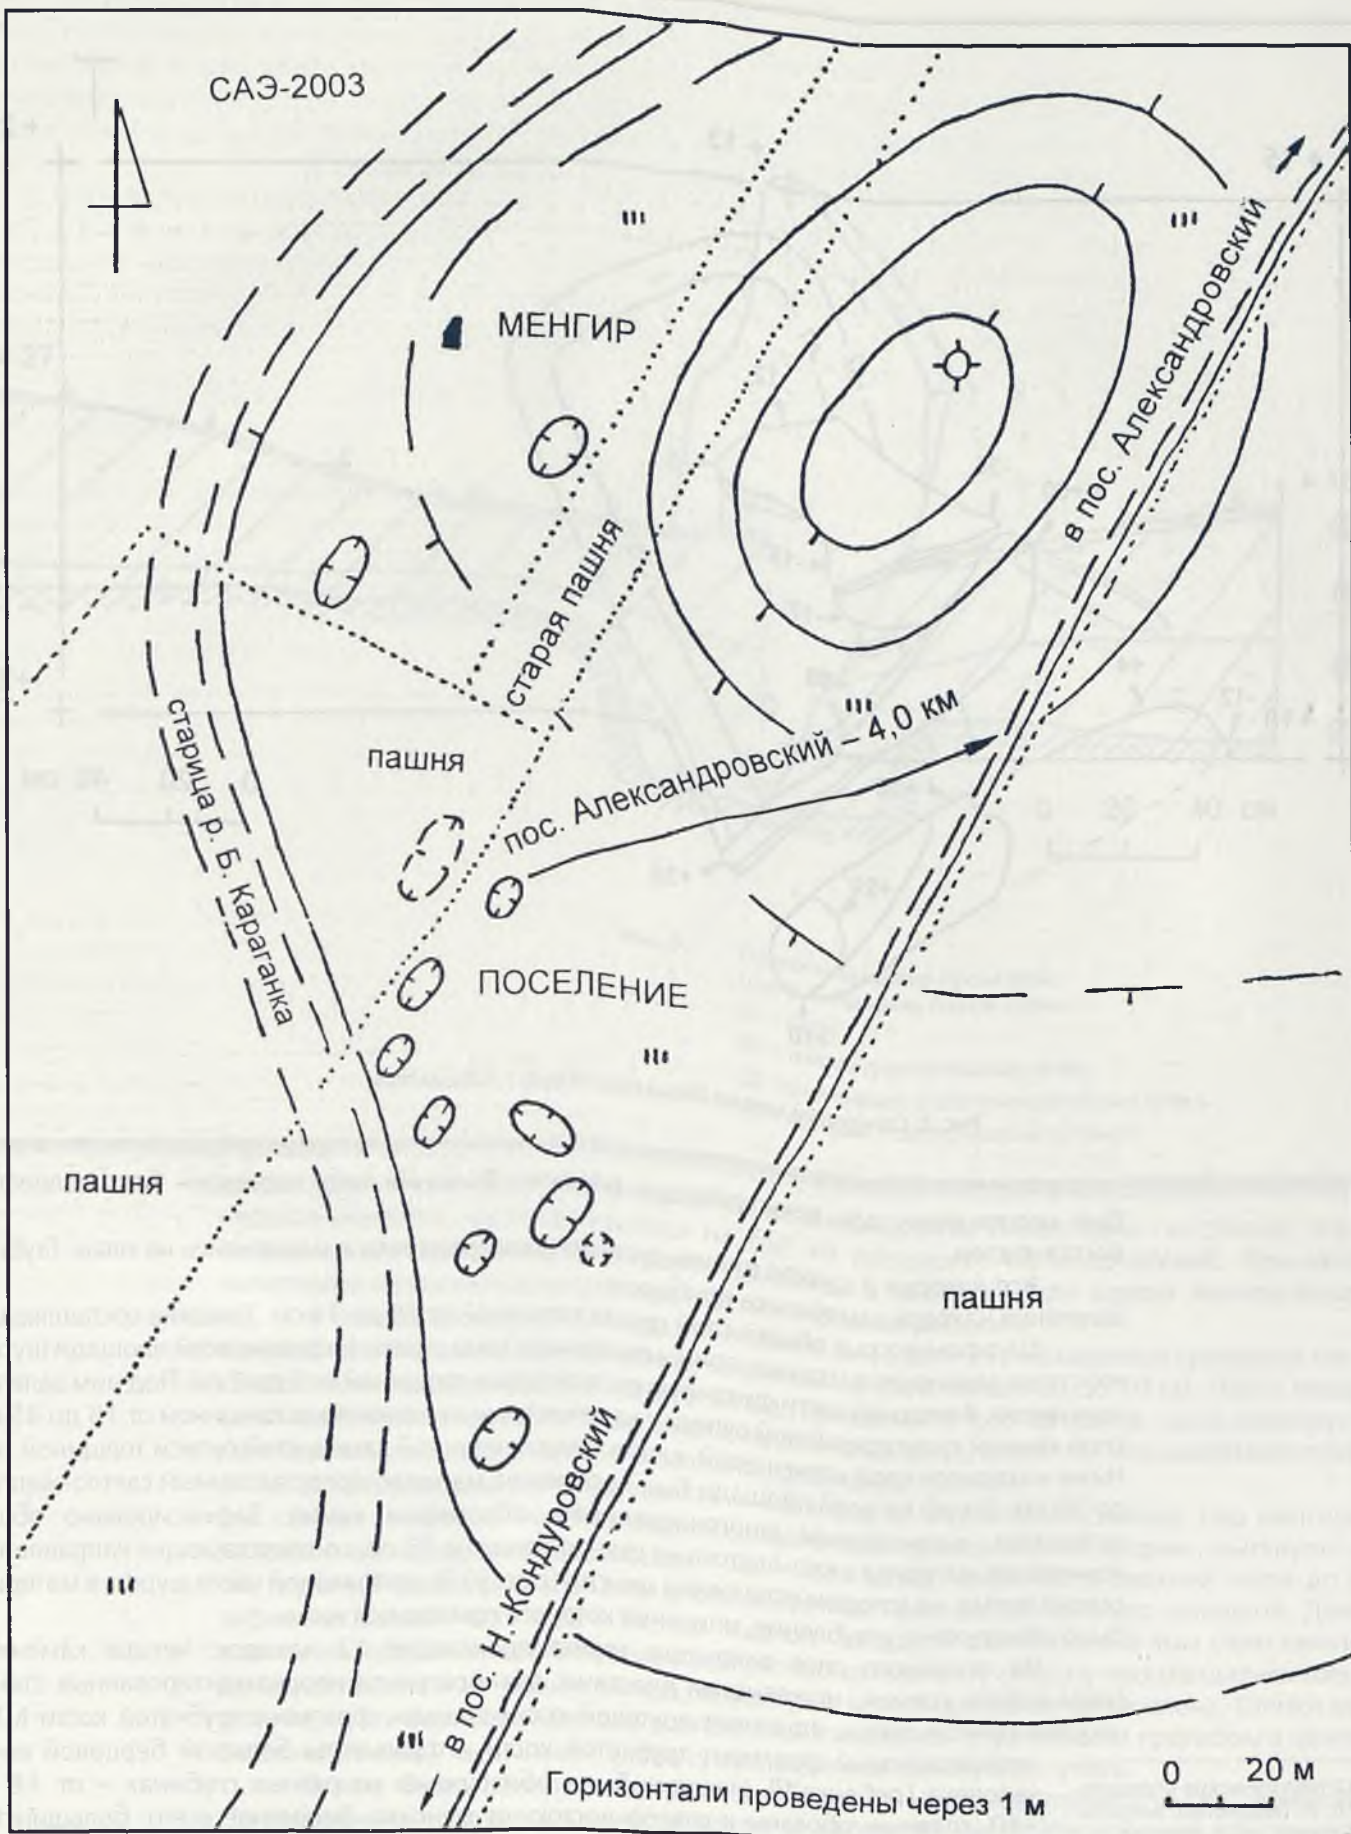 САЭ-2003
МЕНГИР
в пос. Александровский
старая пашня
пашня
пос. Александровский – 4,0 км
старица р. Б. Караганка
ПОСЕЛЕНИЕ
пашня
пашня
в пос. Н. Кондуровский
Горизонтали проведены через 1 м
0 20 м